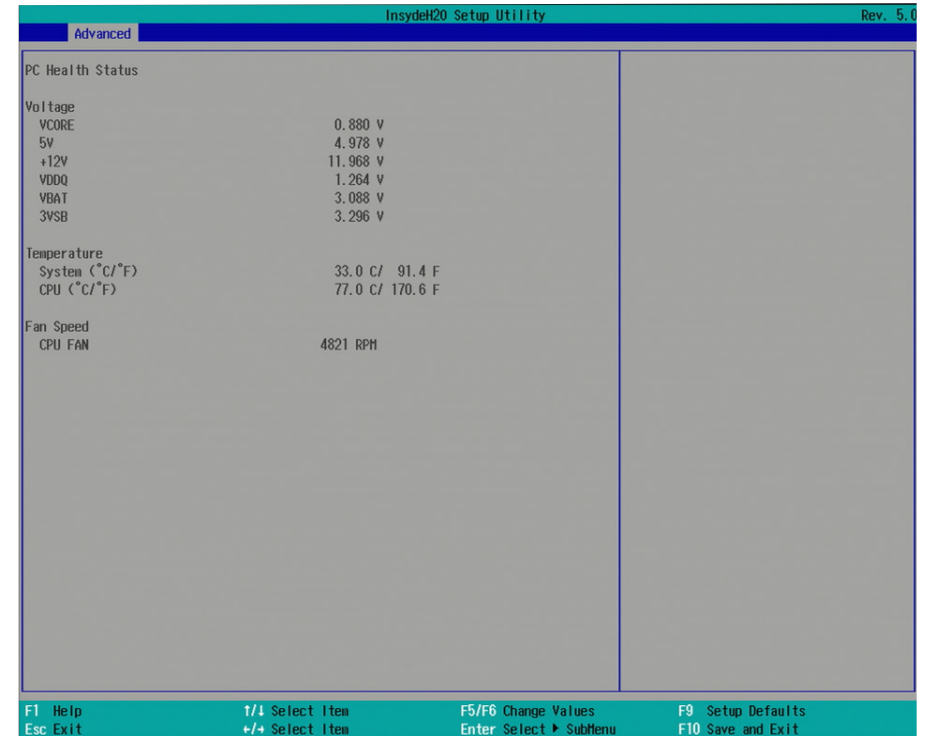 InsydeH2O Setup Utility Rev. 5.0
Advanced
PC Health Status
Voltage
VCORE 0.880 V
5V 4.978 V
+12V 11.968 V
VDDQ 1.264 V
VBAT 3.088 V
3VSB 3.296 V
Temperature
System (°C/°F) 33.0 C/ 91.4 F
CPU (°C/°F) 77.0 C/ 170.6 F
Fan Speed
CPU FAN 4821 RPM
F1 Help ↑/↓ Select Item F5/F6 Change Values F9 Setup Defaults
Esc Exit ←/→ Select Item Enter Select ▶ SubMenu F10 Save and Exit